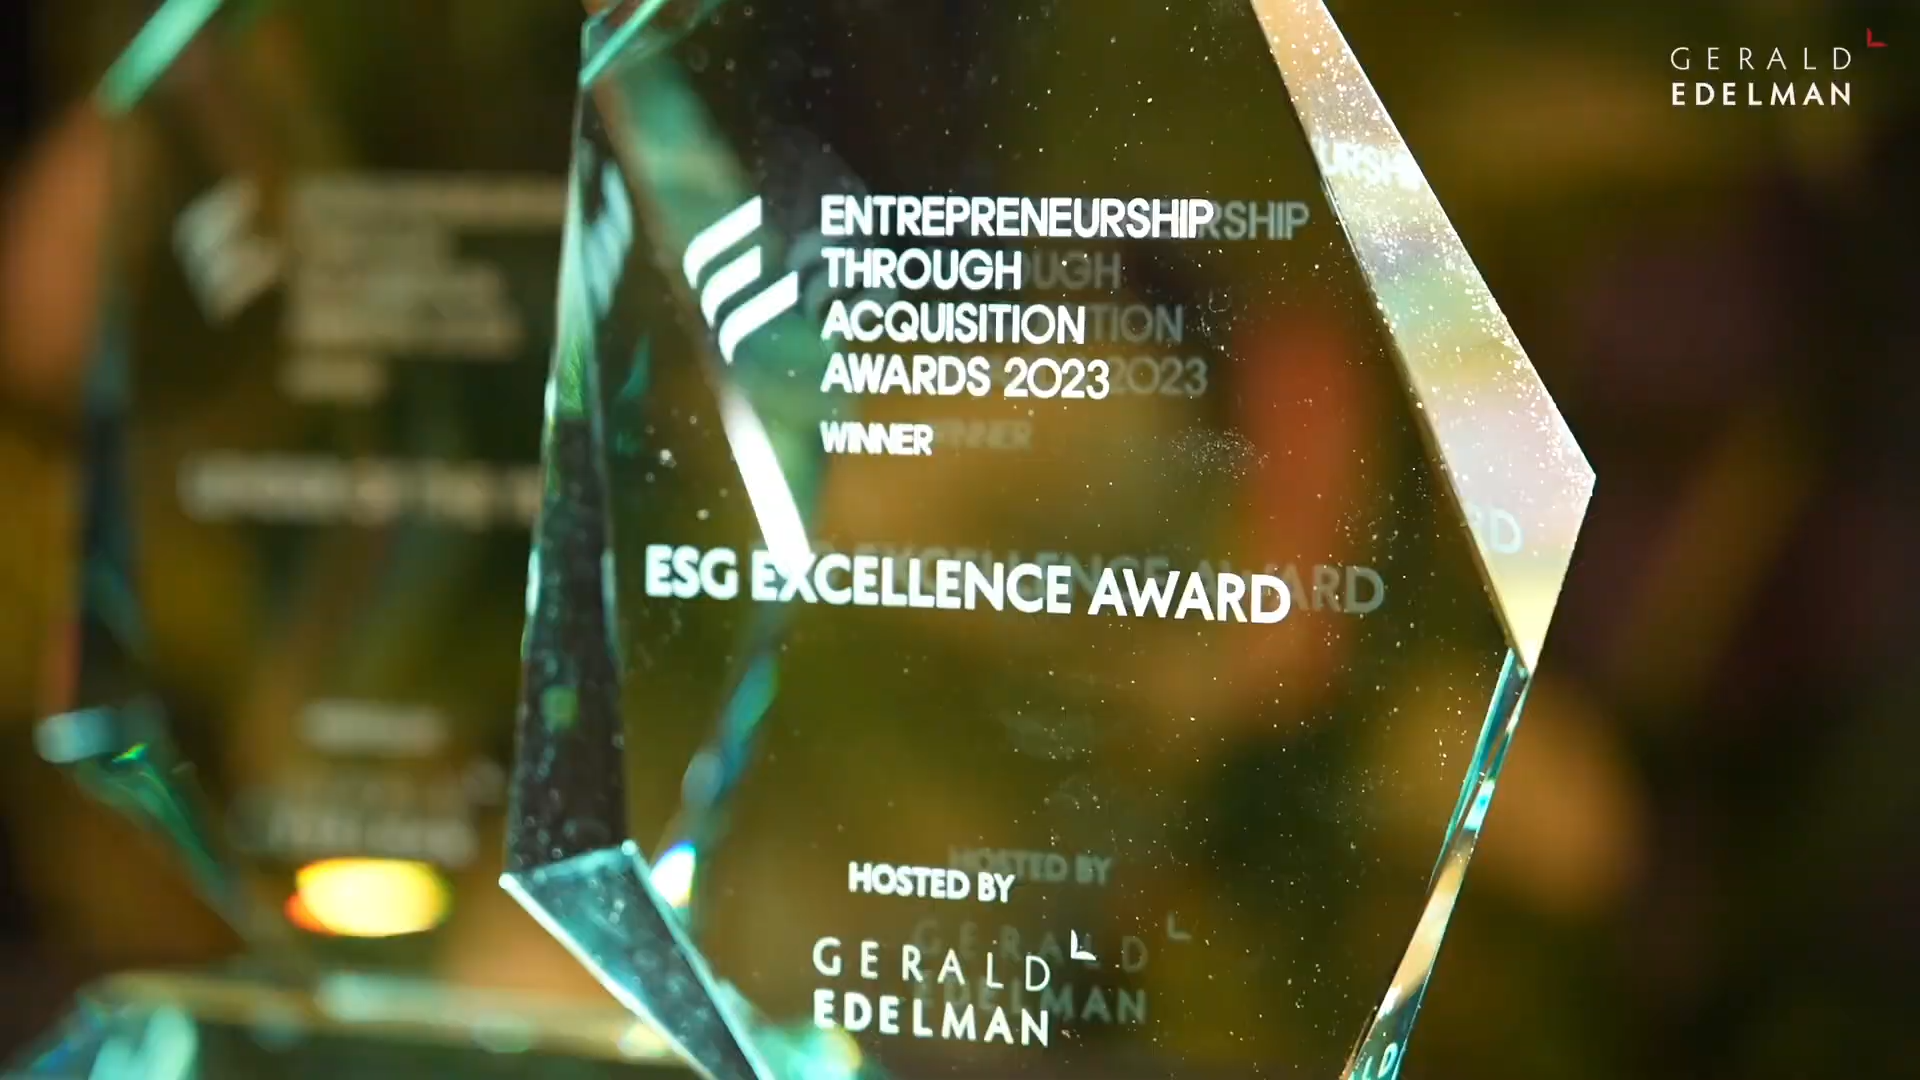 GERALD
EDELMAN
ENTREPRENEURSHIP
THROUGH
ACQUISITION
AWARDS 2023
WINNER
ESG EXCELLENCE AWARD
HOSTED BY
GERALD
EDELMAN